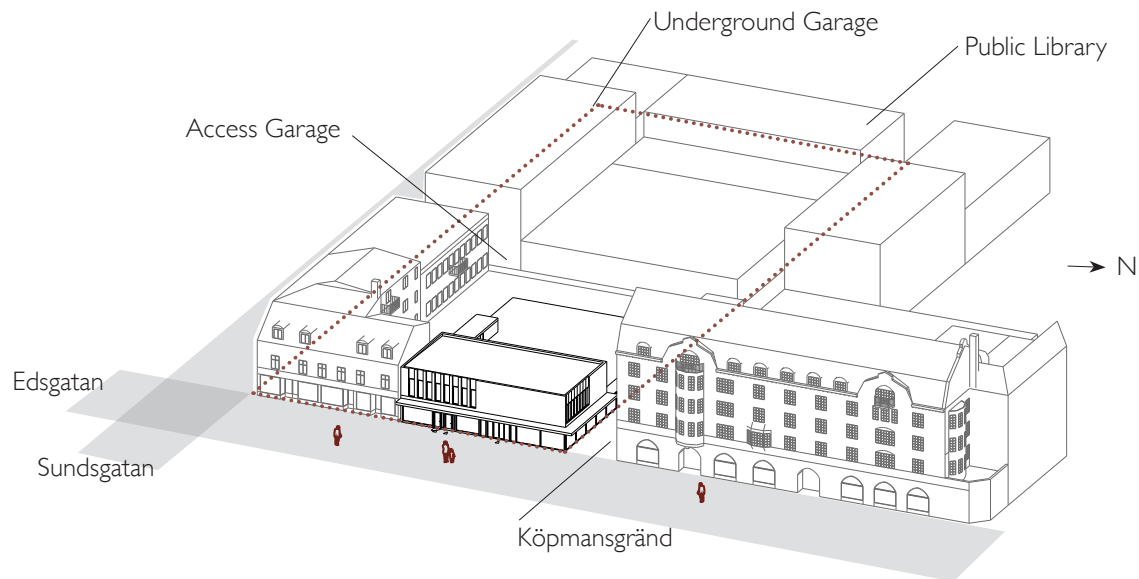 Underground Garage
Public Library
Access Garage
N
Edsgatan
Sundsgatan
Köpmansgränd